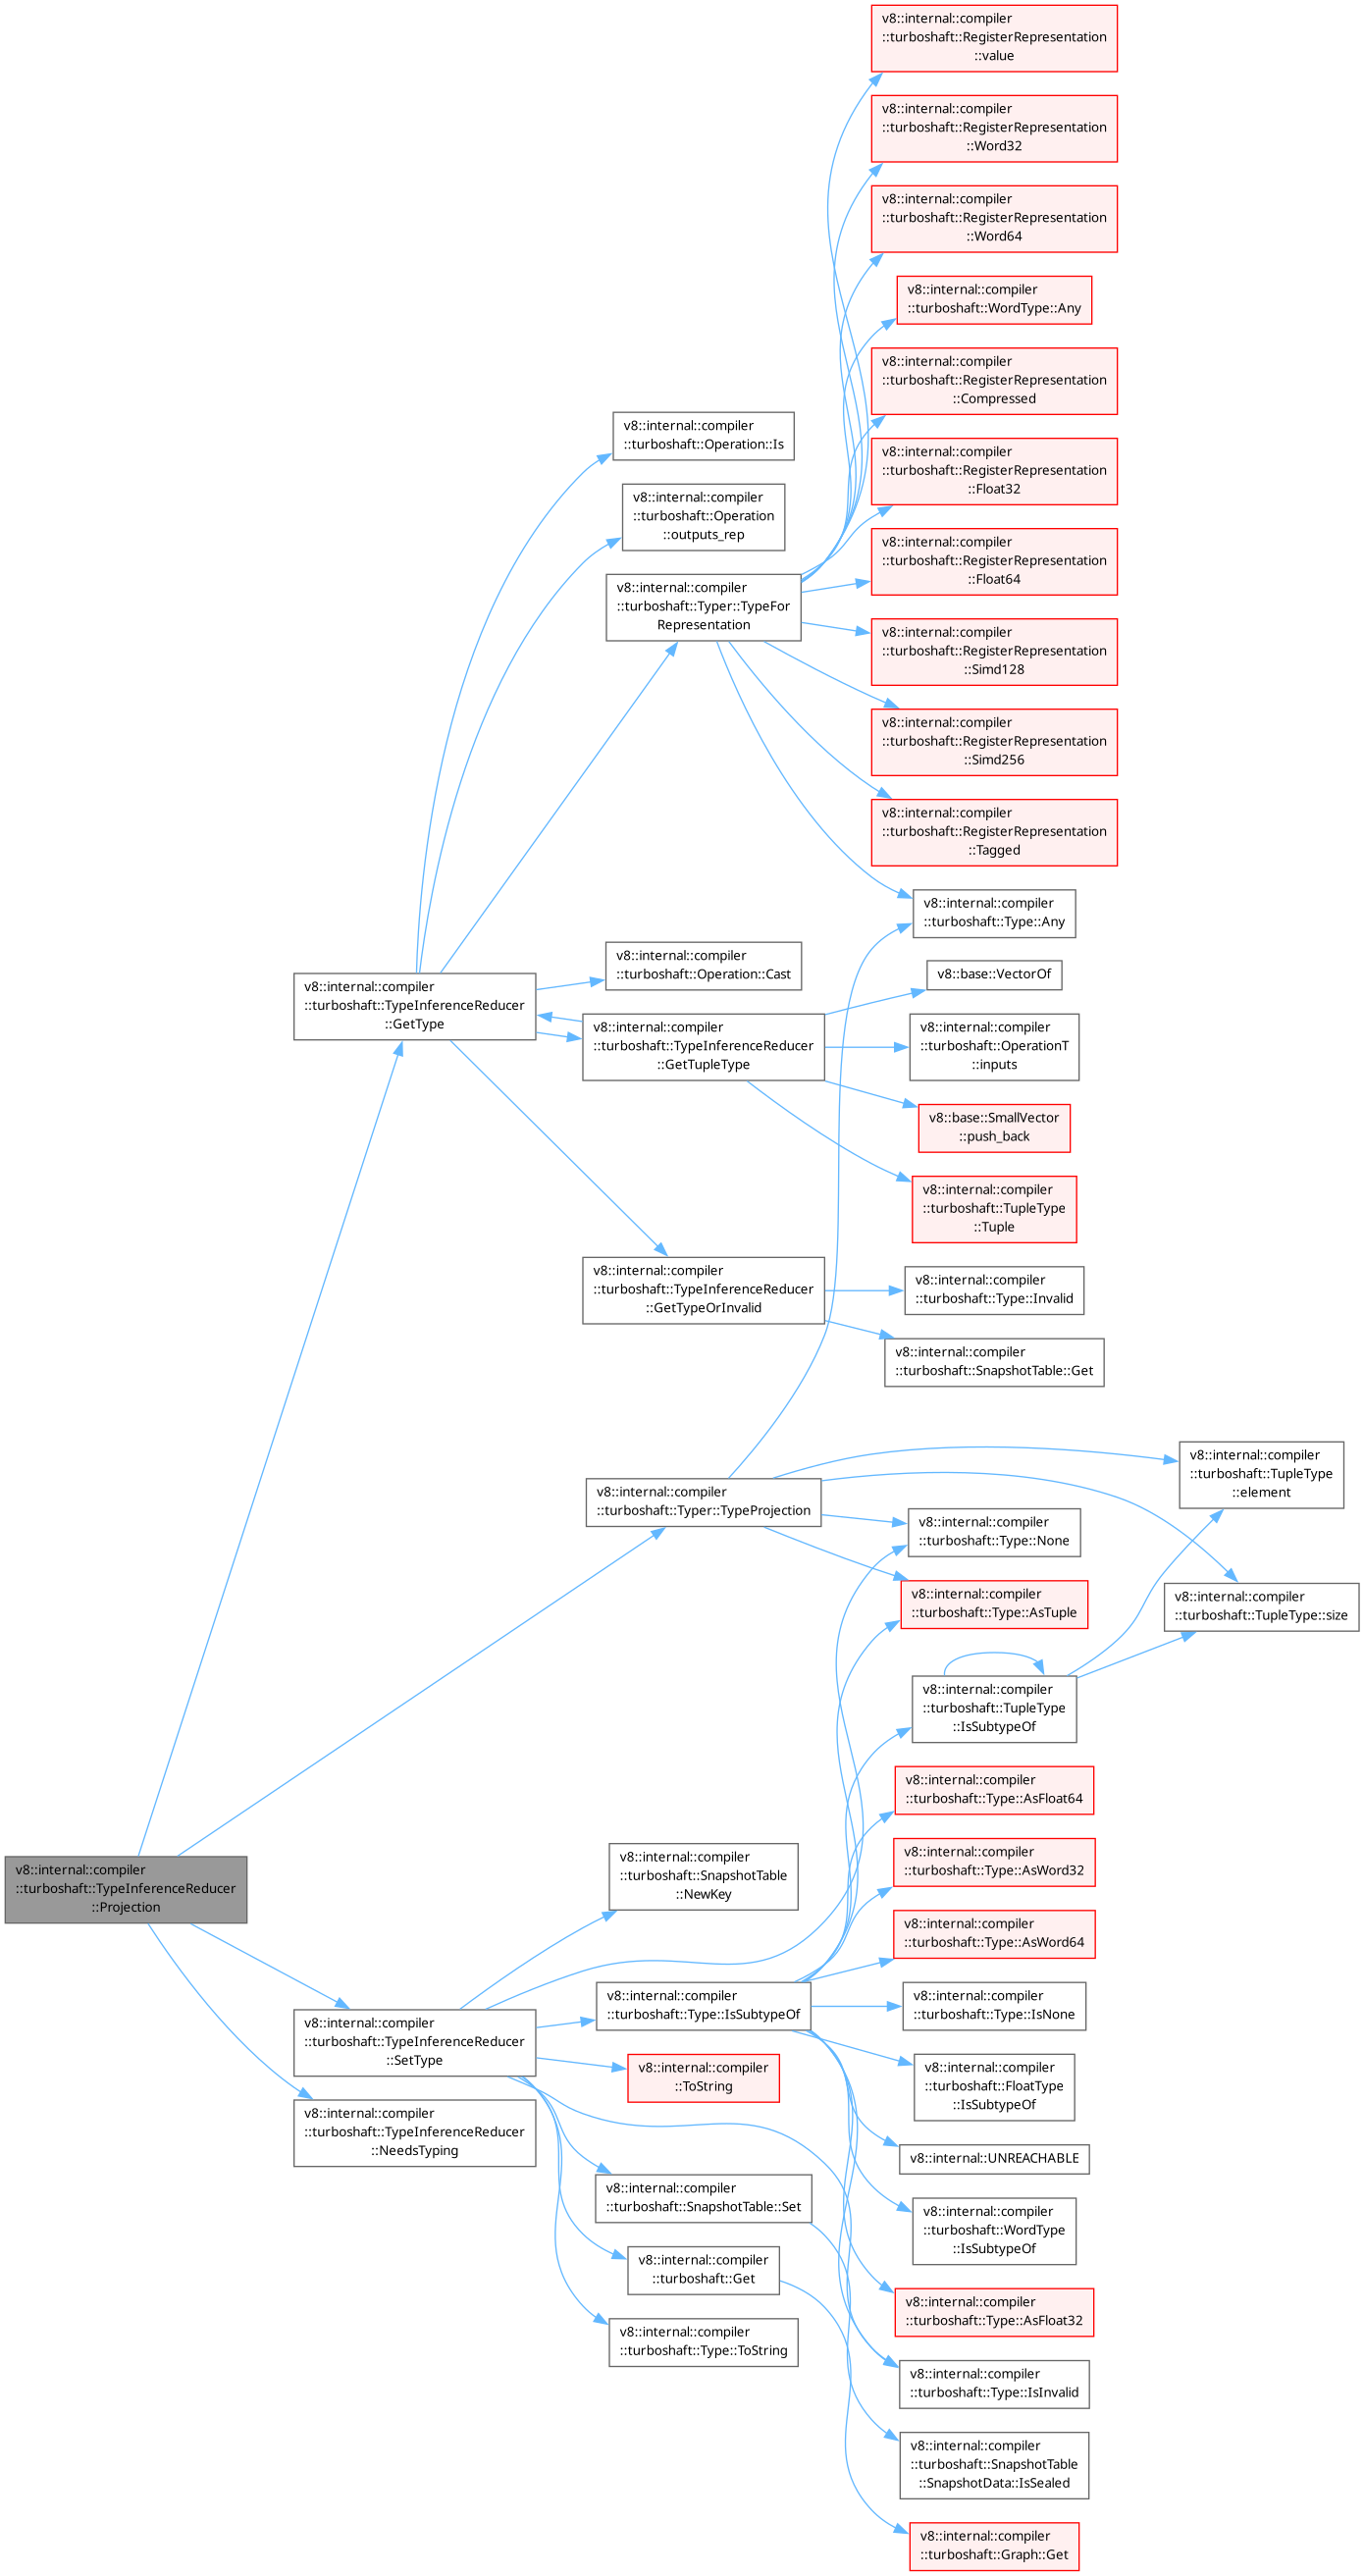 v8::internal::compiler
::turboshaft::RegisterRepresentation
::value
v8::internal::compiler
::turboshaft::RegisterRepresentation
::Word32
v8::internal::compiler
::turboshaft::RegisterRepresentation
::Word64
v8::internal::compiler
::turboshaft::WordType::Any
v8::internal::compiler
::turboshaft::RegisterRepresentation
::Compressed
v8::internal::compiler
::turboshaft::Operation::Is
v8::internal::compiler
::turboshaft::RegisterRepresentation
::Float32
v8::internal::compiler
::turboshaft::Operation
::outputs_rep
v8::internal::compiler
::turboshaft::RegisterRepresentation
::Float64
v8::internal::compiler
::turboshaft::Typer::TypeFor
Representation
v8::internal::compiler
::turboshaft::RegisterRepresentation
::Simd128
v8::internal::compiler
::turboshaft::RegisterRepresentation
::Simd256
v8::internal::compiler
::turboshaft::RegisterRepresentation
::Tagged
v8::internal::compiler
::turboshaft::Type::Any
v8::internal::compiler
::turboshaft::Operation::Cast
v8::base::VectorOf
v8::internal::compiler
::turboshaft::TypeInferenceReducer
::GetType
v8::internal::compiler
::turboshaft::TypeInferenceReducer
::GetTupleType
v8::internal::compiler
::turboshaft::OperationT
::inputs
v8::base::SmallVector
::push_back
v8::internal::compiler
::turboshaft::TupleType
::Tuple
v8::internal::compiler
::turboshaft::TypeInferenceReducer
::GetTypeOrInvalid
v8::internal::compiler
::turboshaft::Type::Invalid
v8::internal::compiler
::turboshaft::SnapshotTable::Get
v8::internal::compiler
::turboshaft::TupleType
::element
v8::internal::compiler
::turboshaft::Typer::TypeProjection
v8::internal::compiler
::turboshaft::Type::None
v8::internal::compiler
::turboshaft::Type::AsTuple
v8::internal::compiler
::turboshaft::TupleType::size
v8::internal::compiler
::turboshaft::TupleType
::IsSubtypeOf
v8::internal::compiler
::turboshaft::Type::AsFloat64
v8::internal::compiler
::turboshaft::TypeInferenceReducer
::Projection
v8::internal::compiler
::turboshaft::SnapshotTable
::NewKey
v8::internal::compiler
::turboshaft::Type::AsWord32
v8::internal::compiler
::turboshaft::Type::AsWord64
v8::internal::compiler
::turboshaft::TypeInferenceReducer
::SetType
v8::internal::compiler
::turboshaft::Type::IsSubtypeOf
v8::internal::compiler
::turboshaft::Type::IsNone
v8::internal::compiler
::ToString
v8::internal::compiler
::turboshaft::FloatType
::IsSubtypeOf
v8::internal::compiler
::turboshaft::TypeInferenceReducer
::NeedsTyping
v8::internal::UNREACHABLE
v8::internal::compiler
::turboshaft::SnapshotTable::Set
v8::internal::compiler
::turboshaft::WordType
::IsSubtypeOf
v8::internal::compiler
::turboshaft::Get
v8::internal::compiler
::turboshaft::Type::AsFloat32
v8::internal::compiler
::turboshaft::Type::ToString
v8::internal::compiler
::turboshaft::Type::IsInvalid
v8::internal::compiler
::turboshaft::SnapshotTable
::SnapshotData::IsSealed
v8::internal::compiler
::turboshaft::Graph::Get